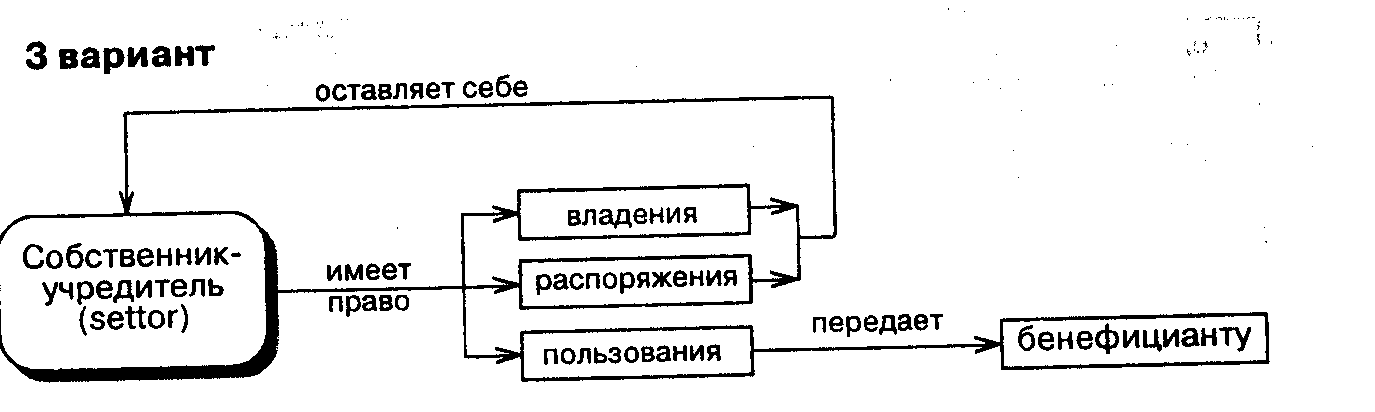 3 вариант
оставляет себе
Собственник-
учредитель
(settor)
имеет
право
владения
распоряжения
пользования
передает
бенефицианту